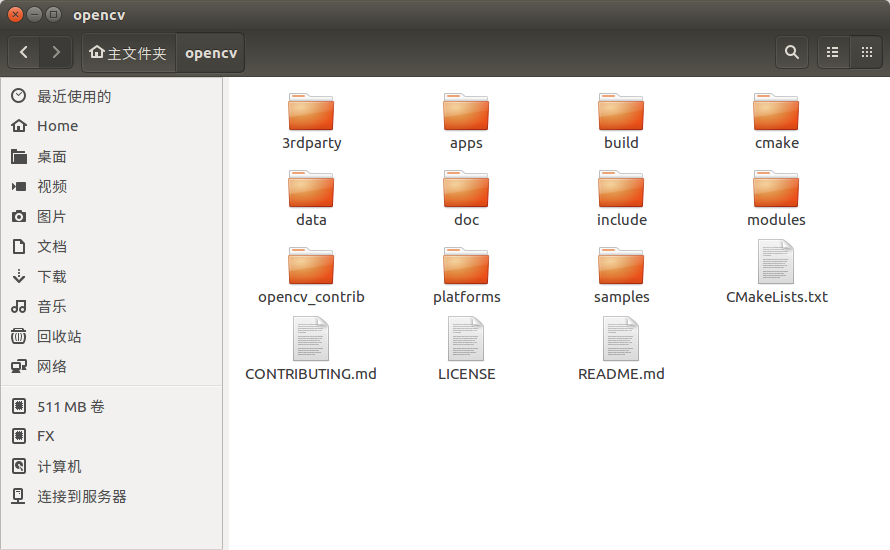 opencv
主文件夹 opencv
最近使用的
Home
桌面
视频
图片
文档
下载
音乐
回收站
网络
511 MB 卷
FX
计算机
连接到服务器
3rdparty apps build cmake
data doc include modules
opencv_contrib platforms samples CMakeLists.txt
CONTRIBUTING.md LICENSE README.md